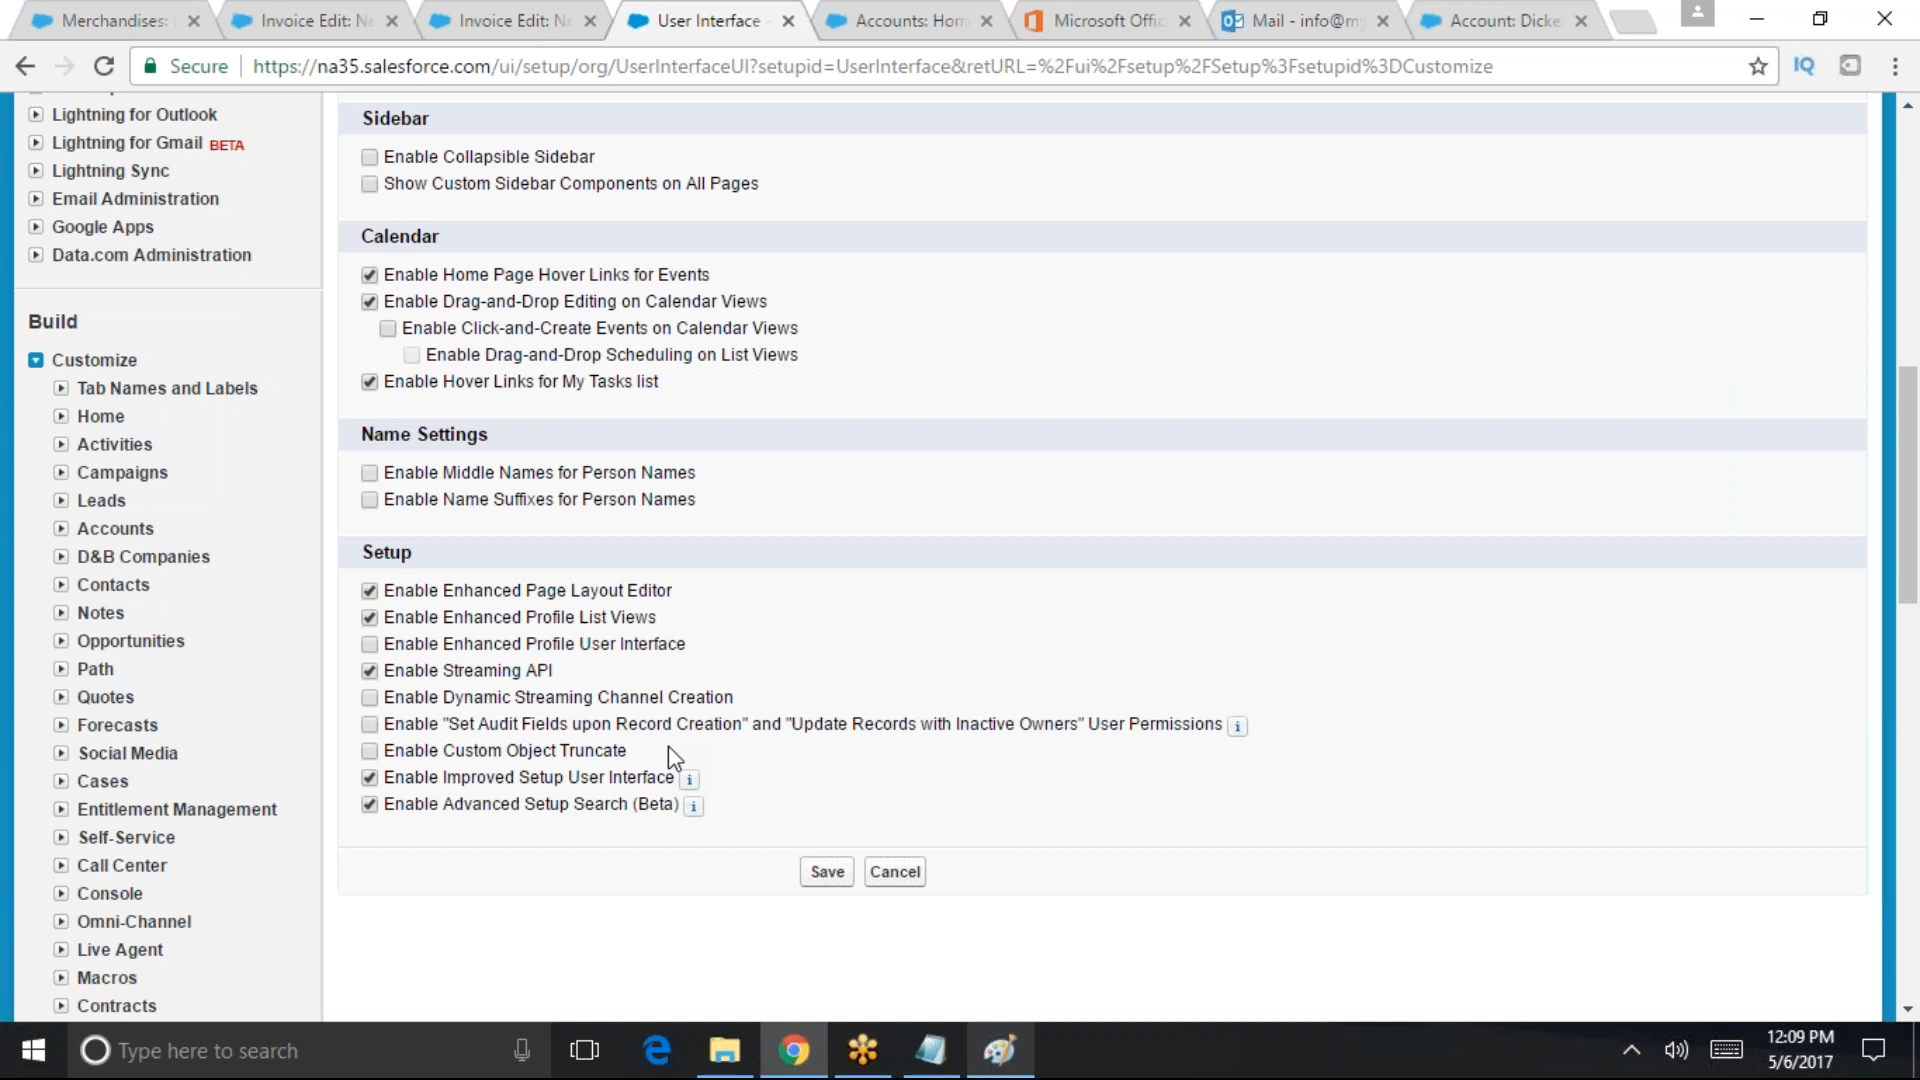 Merchandises:
Invoice Edit: Ne
Invoice Edit: Ne
User Interface
Accounts: Hom
Microsoft Offic
Mail - info@my
Account: Dicke
Secure
https://na35.salesforce.com/ui/setup/org/UserInterfaceUI?setupid=UserInterface&retURL=%2Fui%2Fsetup%2FSetup%3Fsetupid%3DCustomize
IQ
Lightning for Outlook
Lightning for Gmail BETA
Lightning Sync
Email Administration
Google Apps
Data.com Administration
Build
Customize
Tab Names and Labels
Home
Activities
Campaigns
Leads
Accounts
D&B Companies
Contacts
Notes
Opportunities
Path
Quotes
Forecasts
Social Media
Cases
Entitlement Management
Self-Service
Call Center
Console
Omni-Channel
Live Agent
Macros
Contracts
Sidebar
Enable Collapsible Sidebar
Show Custom Sidebar Components on All Pages
Calendar
Enable Home Page Hover Links for Events
Enable Drag-and-Drop Editing on Calendar Views
Enable Click-and-Create Events on Calendar Views
Enable Drag-and-Drop Scheduling on List Views
Enable Hover Links for My Tasks list
Name Settings
Enable Middle Names for Person Names
Enable Name Suffixes for Person Names
Setup
Enable Enhanced Page Layout Editor
Enable Enhanced Profile List Views
Enable Enhanced Profile User Interface
Enable Streaming API
Enable Dynamic Streaming Channel Creation
Enable "Set Audit Fields upon Record Creation" and "Update Records with Inactive Owners" User Permissions i
Enable Custom Object Truncate
Enable Improved Setup User Interface i
Enable Advanced Setup Search (Beta) i
Save
Cancel
Type here to search
12:09 PM
5/6/2017